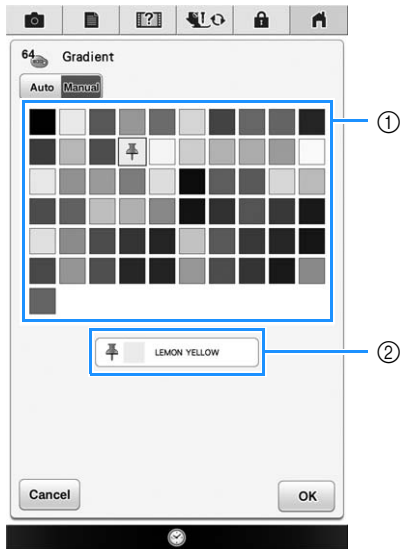 [?]
64 Gradient
Auto Manual
①
LEMON YELLOW
②
Cancel OK